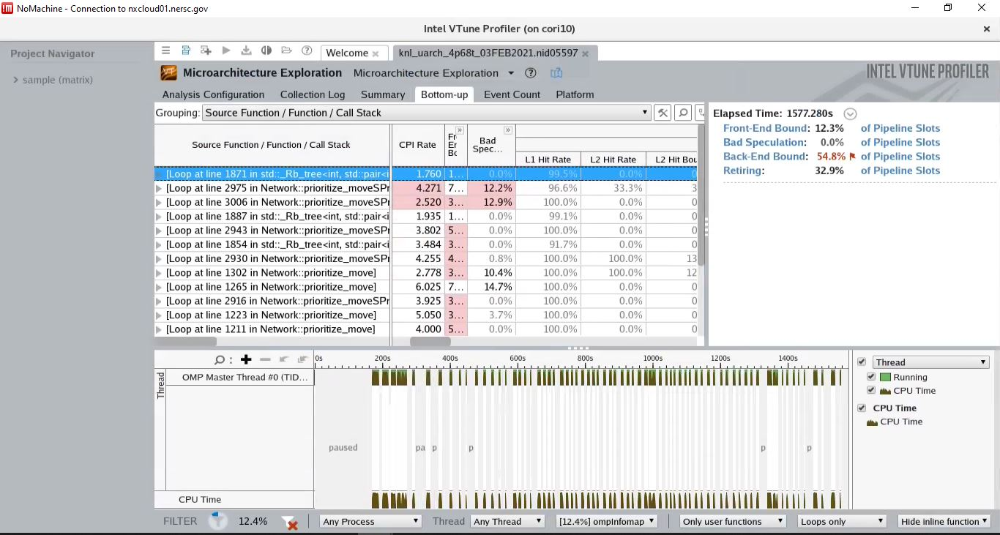 NoMachine - Connection to nxcloud01.nersc.gov
Intel VTune Profiler (on cori10)
Project Navigator
sample (matrix)
Welcome
knl_uarch_4p68t_03FEB2021.nid05597
Microarchitecture Exploration Microarchitecture Exploration
INTEL VTUNE PROFILER
Analysis Configuration Collection Log Summary Bottom-up Event Count Platform
Grouping: Source Function / Function / Call Stack
Source Function / Function / Call Stack CPI Rate Bad Spec... L1 Hit Rate L2 Hit Rate L2 Hit Bou
[Loop at line 1871 in std::_Rb_tree<int, std::pair<i 1.760 1... 0.0% 99.5% 0.0% 0
[Loop at line 2975 in Network::prioritize_moveSPr 4.271 7... 12.2% 96.6% 33.3% 3
[Loop at line 3006 in Network::prioritize_moveSPr 2.520 3... 12.9% 100.0% 0.0% 0
[Loop at line 1887 in std::_Rb_tree<int, std::pair<i 1.935 1... 0.0% 99.1% 0.0% 0
[Loop at line 2943 in Network::prioritize_moveSPr 3.802 5... 0.0% 100.0% 0.0% 0
[Loop at line 1854 in std::_Rb_tree<int, std::pair<i 3.484 3... 0.0% 91.7% 0.0% 0
[Loop at line 2930 in Network::prioritize_moveSPr 4.255 4... 0.8% 100.0% 100.0% 13
[Loop at line 1302 in Network::prioritize_move] 2.778 3... 10.4% 100.0% 100.0% 12
[Loop at line 1265 in Network::prioritize_move] 6.025 7... 14.7% 100.0% 0.0% 0
[Loop at line 2916 in Network::prioritize_moveSPr 3.925 3... 0.0% 100.0% 0.0% 0
[Loop at line 1223 in Network::prioritize_move] 5.050 3... 3.7% 100.0% 0.0% 0
[Loop at line 1211 in Network::prioritize_move] 4.000 5... 0.0% 100.0% 0.0% 0
Elapsed Time: 1577.280s
Front-End Bound: 12.3% of Pipeline Slots
Bad Speculation: 0.0% of Pipeline Slots
Back-End Bound: 54.8% of Pipeline Slots
Retiring: 32.9% of Pipeline Slots
0s 200s 400s 600s 800s 1000s 1200s 1400s
Thread
OMP Master Thread #0 (TID...
paused pa p p p p
CPU Time
Thread
Running
CPU Time
CPU Time
CPU Time
FILTER 12.4% Any Process Thread Any Thread [12.4%] ompInfomap Only user functions Loops only Hide inline function